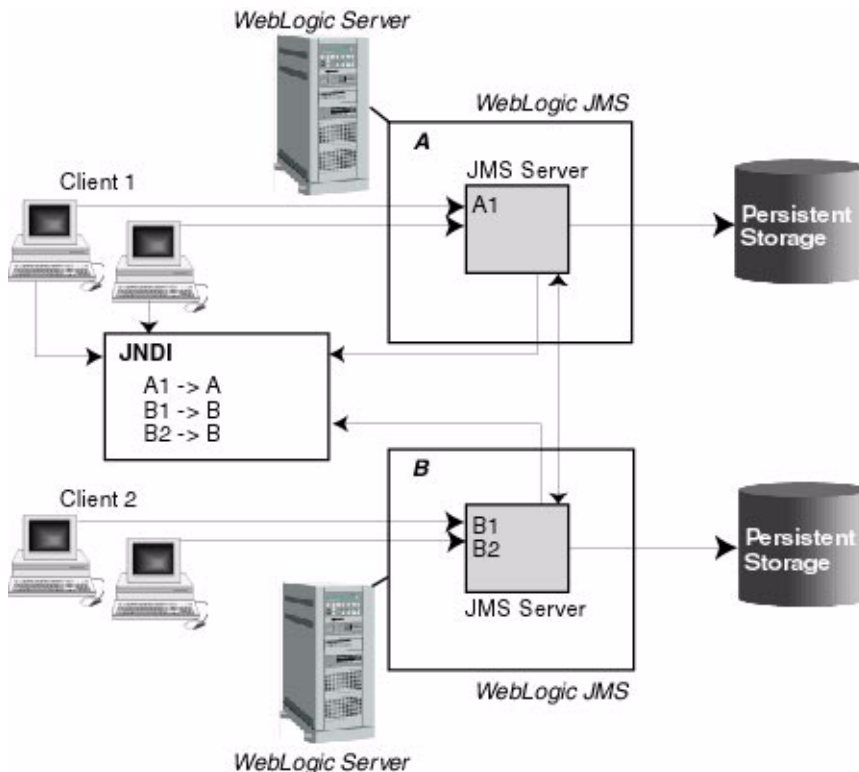 WebLogic Server
WebLogic JMS
A
JMS Server
Client 1
A1
Persistent
Storage
JNDI
A1 -> A
B1 -> B
B2 -> B
B
Client 2
B1
B2
JMS Server
Persistent
Storage
WebLogic JMS
WebLogic Server